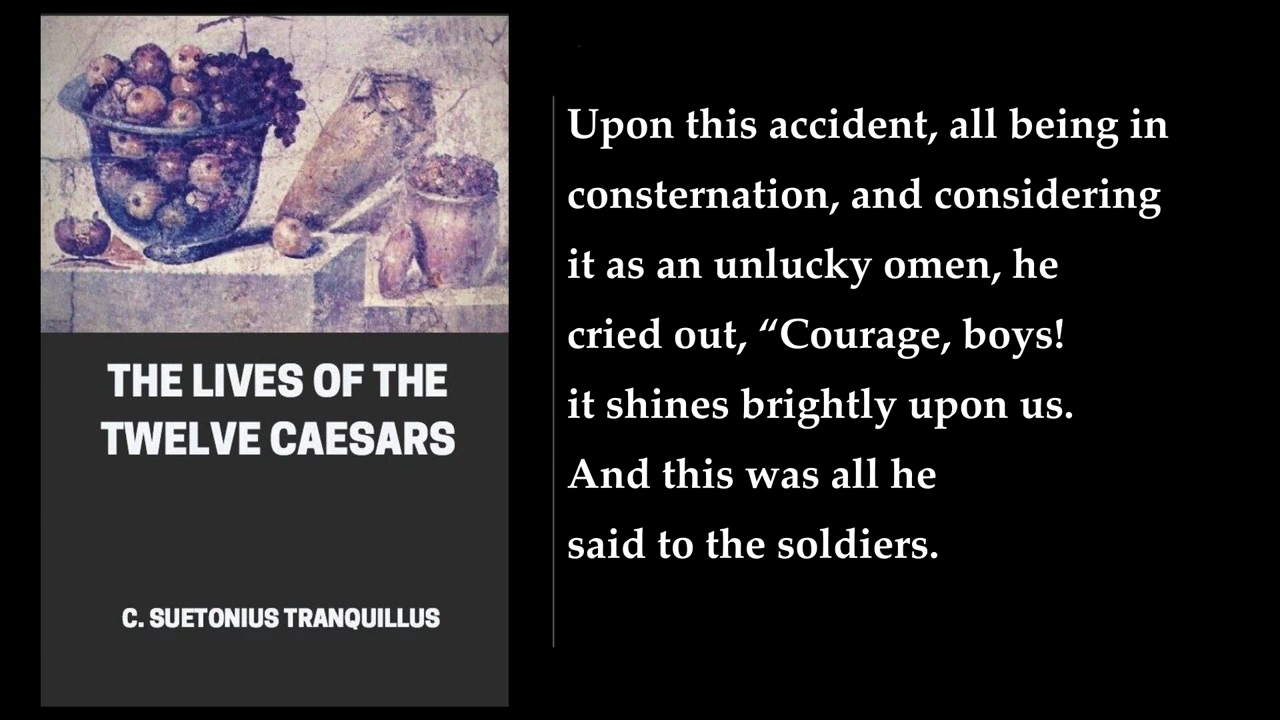 THE LIVES OF THE
TWELVE CAESARS
C. SUETONIUS TRANQUILLUS
Upon this accident, all being in
consternation, and considering
it as an unlucky omen, he
cried out, “Courage, boys!
it shines brightly upon us.
And this was all he
said to the soldiers.